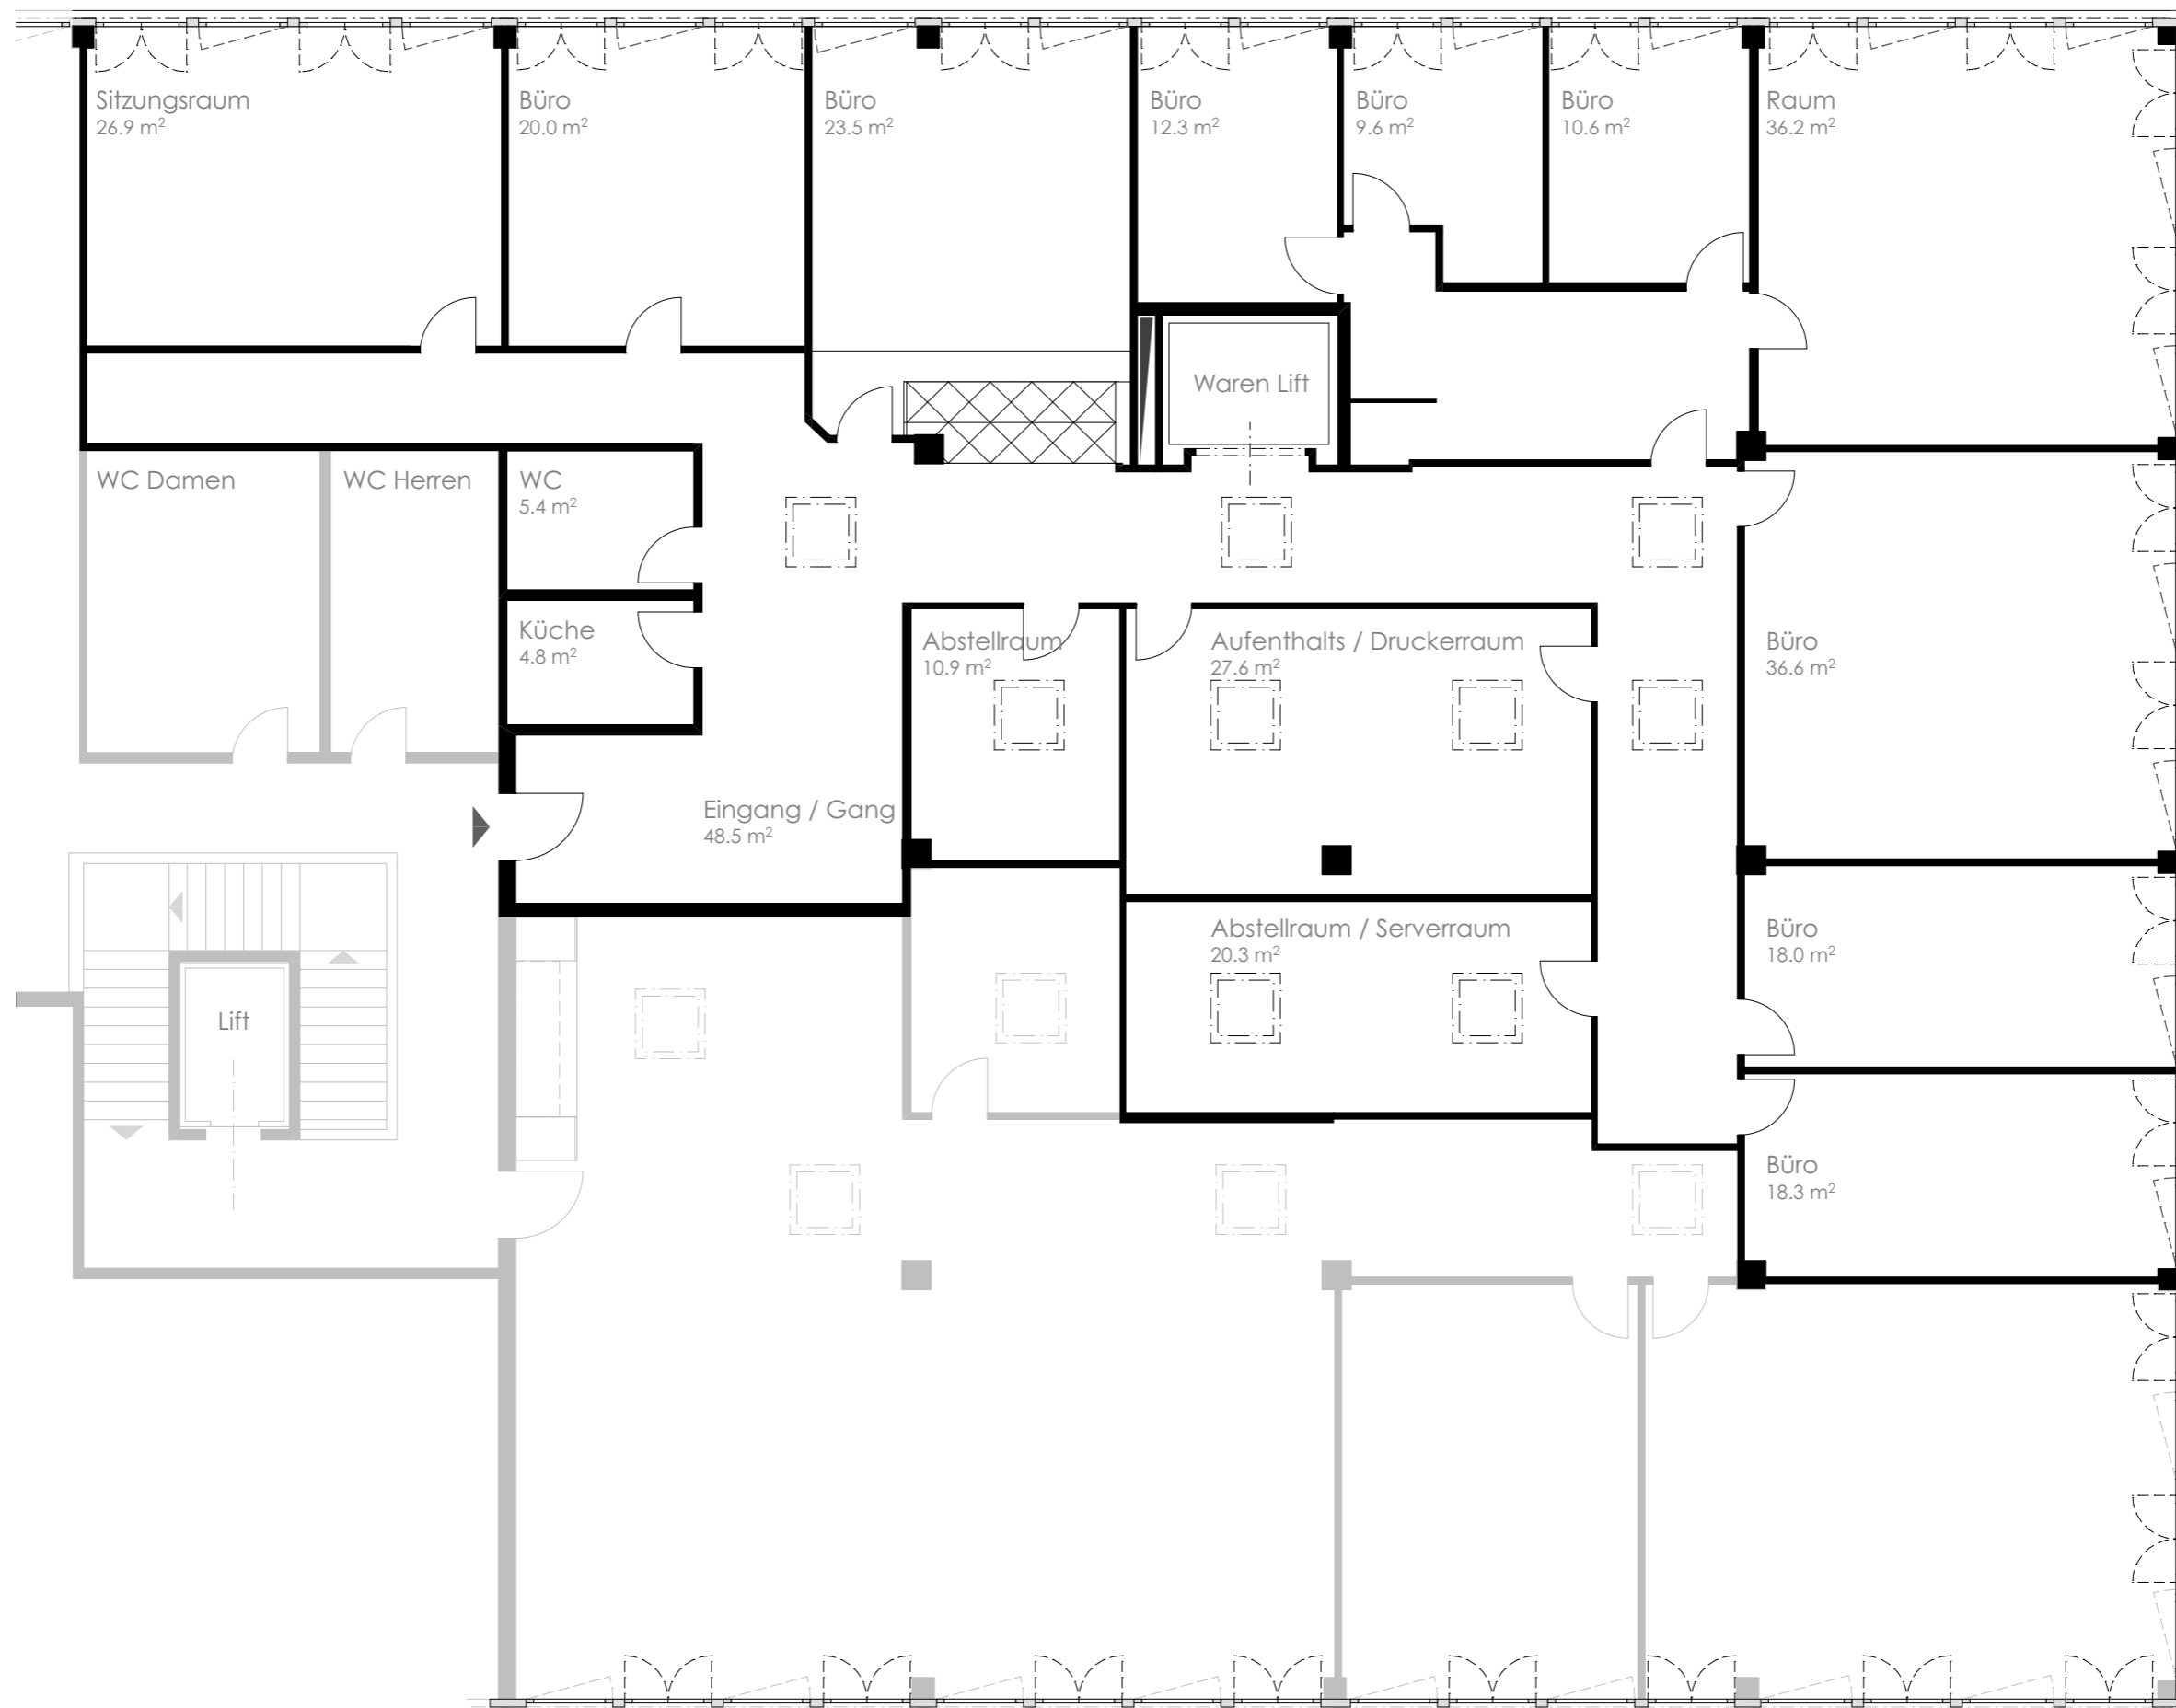 Sitzungsraum
26.9 m²
Büro
20.0 m²
Büro
23.5 m²
Büro
12.3 m²
Büro
9.6 m²
Büro
10.6 m²
Raum
36.2 m²
Waren Lift
WC Damen
WC Herren
WC
5.4 m²
Küche
4.8 m²
Abstellraum
10.9 m²
Aufenthalts / Druckerraum
27.6 m²
Büro
36.6 m²
Eingang / Gang
48.5 m²
Abstellraum / Serverraum
20.3 m²
Büro
18.0 m²
Lift
Büro
18.3 m²